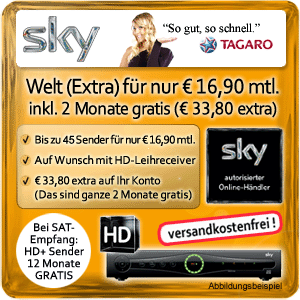 sky
“So gut, so schnell.”
TAGARO
Welt (Extra) für nur € 16,90 mtl.
inkl. 2 Monate gratis (€ 33,80 extra)
Bis zu 45 Sender für nur €16,90 mtl.
Auf Wunsch mit HD-Leihreceiver
€ 33,80 extra auf Ihr Konto
(Das sind ganze 2 Monate gratis)
sky
autorisierter
Online-Händler
Bei SAT-
Empfang:
HD+ Sender
12 Monate
GRATIS
HD
versandkostenfrei !
sky
Abbildungsbeispiel